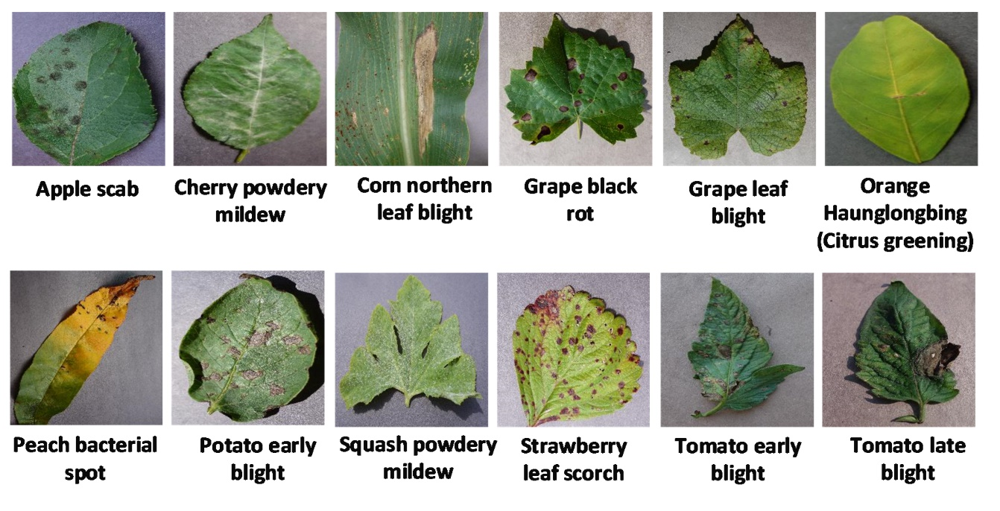 Apple scab
Cherry powdery
mildew
Corn northern
leaf blight
Grape black
rot
Grape leaf
blight
Orange
Haunglongbing
(Citrus greening)
Peach bacterial
spot
Potato early
blight
Squash powdery
mildew
Strawberry
leaf scorch
Tomato early
blight
Tomato late
blight